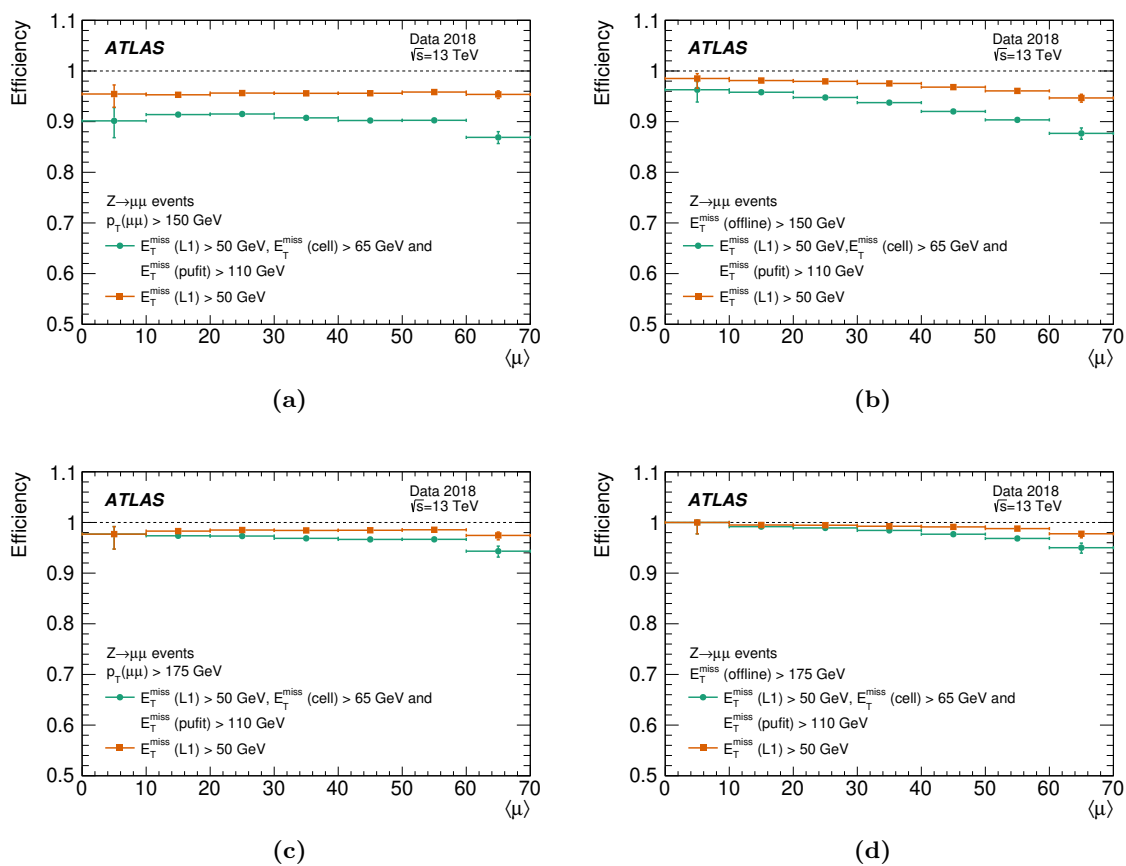 Efficiency
1.1
1
0.9
0.8
0.7
0.6
0.5
ATLAS
Data 2018
√s=13 TeV
Z→μμ events
p_T(μμ) > 150 GeV
E_T^miss (L1) > 50 GeV, E_T^miss (cell) > 65 GeV and
E_T^miss (pufit) > 110 GeV
E_T^miss (L1) > 50 GeV
0 10 20 30 40 50 60 70
⟨μ⟩
(a)
Efficiency
1.1
1
0.9
0.8
0.7
0.6
0.5
ATLAS
Data 2018
√s=13 TeV
Z→μμ events
E_T^miss (offline) > 150 GeV
E_T^miss (L1) > 50 GeV,E_T^miss (cell) > 65 GeV and
E_T^miss (pufit) > 110 GeV
E_T^miss (L1) > 50 GeV
0 10 20 30 40 50 60 70
⟨μ⟩
(b)
Efficiency
1.1
1
0.9
0.8
0.7
0.6
0.5
ATLAS
Data 2018
√s=13 TeV
Z→μμ events
p_T(μμ) > 175 GeV
E_T^miss (L1) > 50 GeV, E_T^miss (cell) > 65 GeV and
E_T^miss (pufit) > 110 GeV
E_T^miss (L1) > 50 GeV
0 10 20 30 40 50 60 70
⟨μ⟩
(c)
Efficiency
1.1
1
0.9
0.8
0.7
0.6
0.5
ATLAS
Data 2018
√s=13 TeV
Z→μμ events
E_T^miss (offline) > 175 GeV
E_T^miss (L1) > 50 GeV, E_T^miss (cell) > 65 GeV and
E_T^miss (pufit) > 110 GeV
E_T^miss (L1) > 50 GeV
0 10 20 30 40 50 60 70
⟨μ⟩
(d)